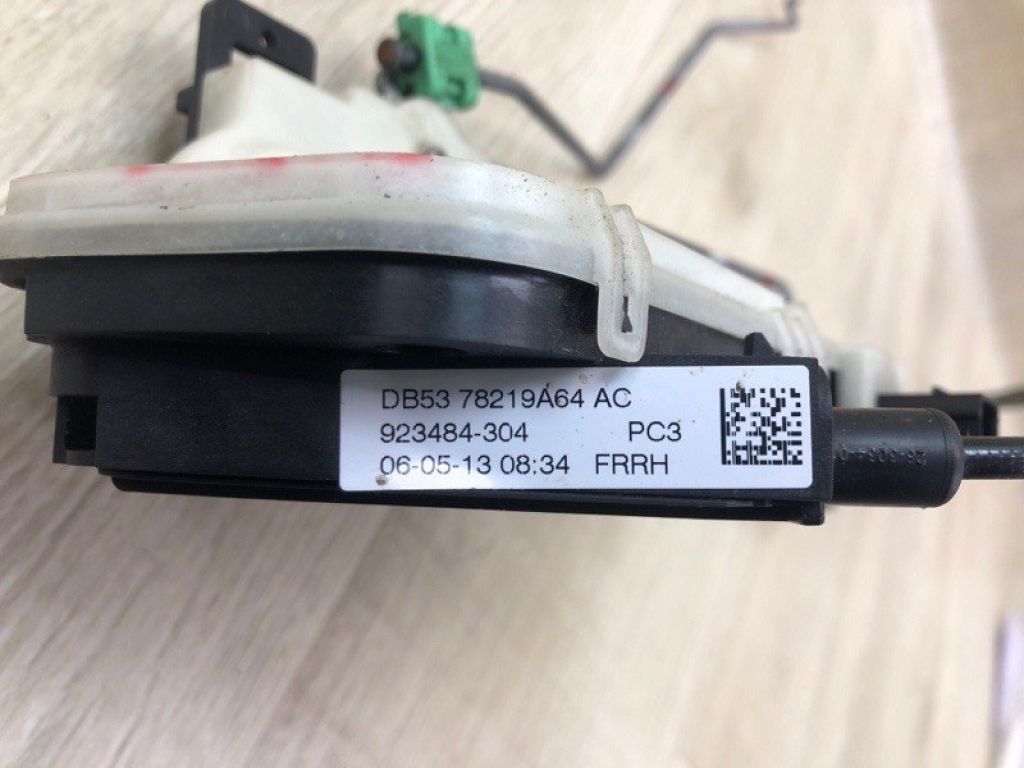 DB53 78219A64 AC
923484-304 PC3
06-05-13 08:34 FRRH